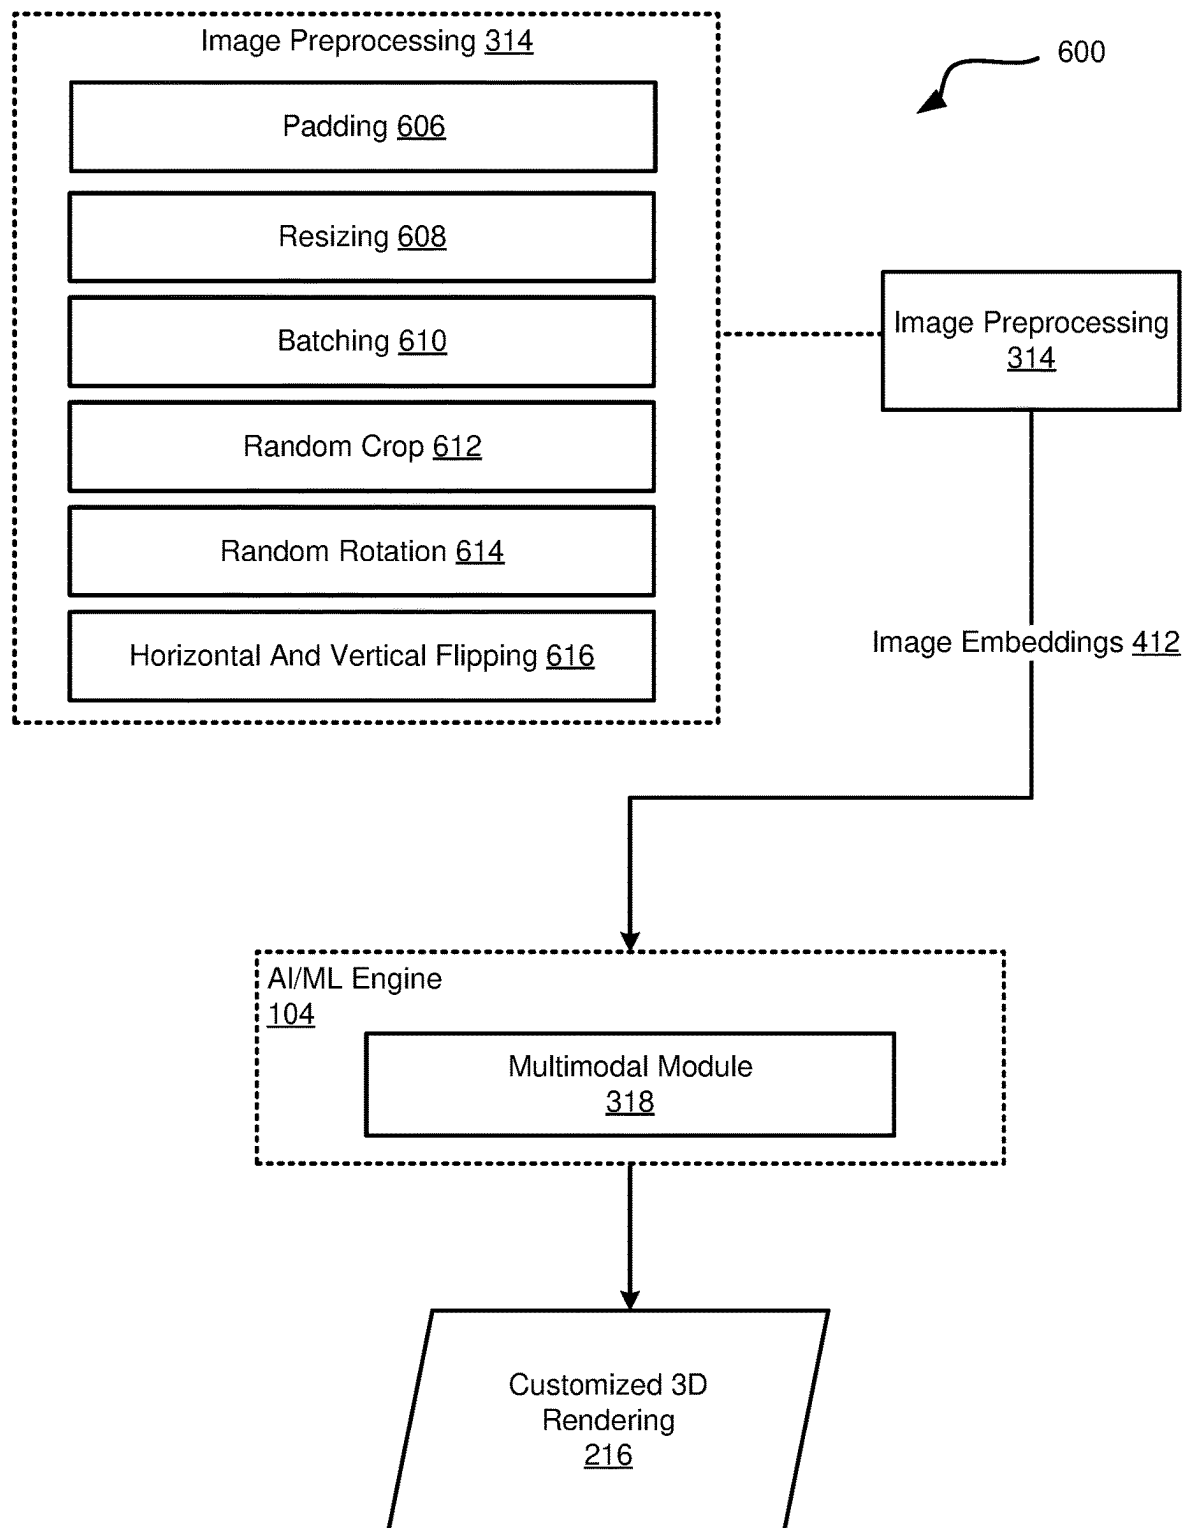 Image Preprocessing 314
600
Padding 606
Resizing 608
Batching 610
Random Crop 612
Random Rotation 614
Horizontal And Vertical Flipping 616
Image Preprocessing
314
Image Embeddings 412
AI/ML Engine
104
Multimodal Module
318
Customized 3D
Rendering
216